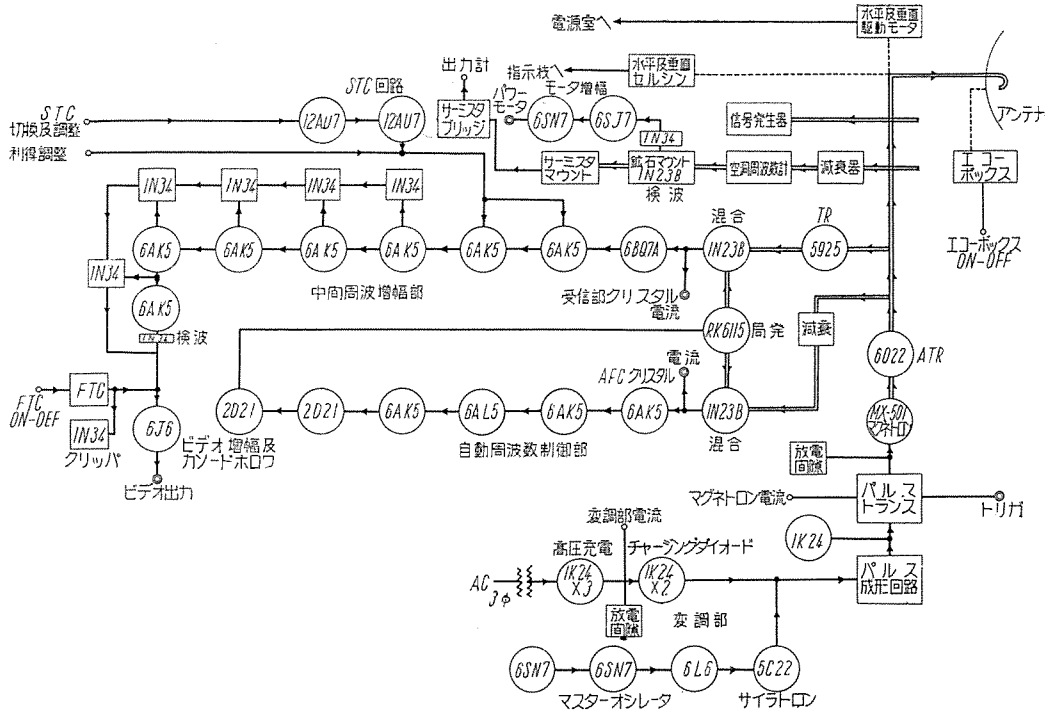 電源室へ
水平及垂直
駆動モータ
出力計
指示枝へ
水平及垂直
セルシン
アンテナ
STC回路
パワー
モータ
モータ増幅
STC
切換及調整
12AU7
12AU7
サーミスタ
ブリッジ
6SN7
6SJ7
1N34
信号発生器
利得調整
サーミスタ
マウント
鉱石マウント
1N23B
検波
空洞周波数計
減衰器
エコー
ボックス
1N34
1N34
1N34
1N34
混合
TR
6AK5
6AK5
6AK5
6AK5
6AK5
6AK5
6BQ7A
1N23B
5925
エコーボックス
ON-OFF
1N34
6AK5
中間周波増幅部
受信部クリスタル
電流
1N34
検波
RK6115
局発
減衰
6022
ATR
電流
AFCクリスタル
FTC
ON-OEF
FTC
1N34
クリッパ
6J6
2D21
2D21
6AK5
6AL5
6AK5
6AK5
1N23B
混合
MX-501
マグネトロン
ビデオ増幅及
カソードホロワ
自動周波数制御部
ビデオ出力
放電
間隙
マグネトロン電流
パルス
トランス
トリガ
変調部電流
1K24
高圧充電
チャージングダイオード
AC
3φ
1K24
×3
1K24
×2
パルス
成形回路
放電
間隙
変調部
6SN7
6SN7
6L6
5C22
マスターオシレータ
サイラトロン